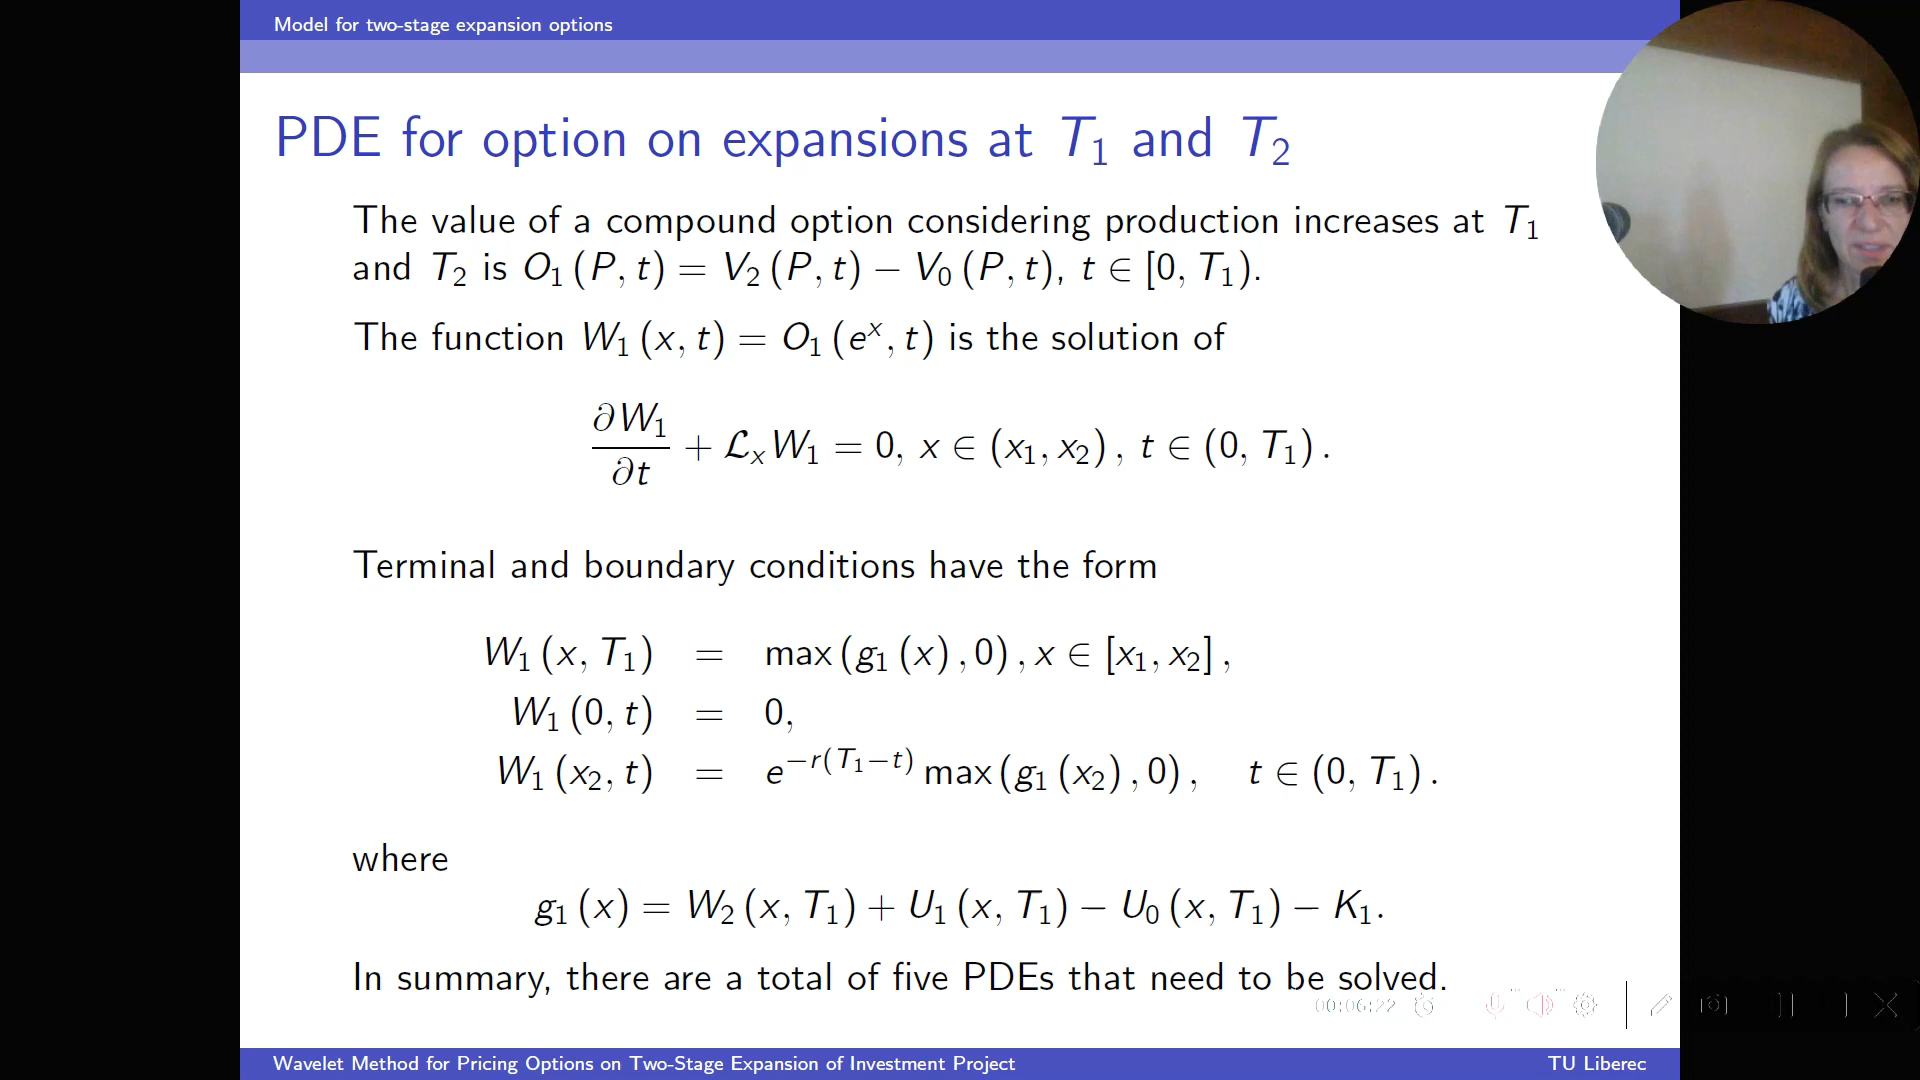 Model for two-stage expansion options
PDE for option on expansions at T₁ and T₂
The value of a compound option considering production increases at T₁
and T₂ is O₁ (P, t) = V₂ (P, t) − V₀ (P, t), t ∈ [0, T₁).
The function W₁ (x, t) = O₁ (eˣ, t) is the solution of
∂W₁/∂t + ℒₓW₁ = 0, x ∈ (x₁, x₂), t ∈ (0, T₁).
Terminal and boundary conditions have the form
W₁ (x, T₁) = max (g₁ (x), 0), x ∈ [x₁, x₂],
W₁ (0, t) = 0,
W₁ (x₂, t) = e^{−r(T₁−t)} max (g₁ (x₂), 0), t ∈ (0, T₁).
where
g₁ (x) = W₂ (x, T₁) + U₁ (x, T₁) − U₀ (x, T₁) − K₁.
In summary, there are a total of five PDEs that need to be solved.
00:06:22
Wavelet Method for Pricing Options on Two-Stage Expansion of Investment Project TU Liberec